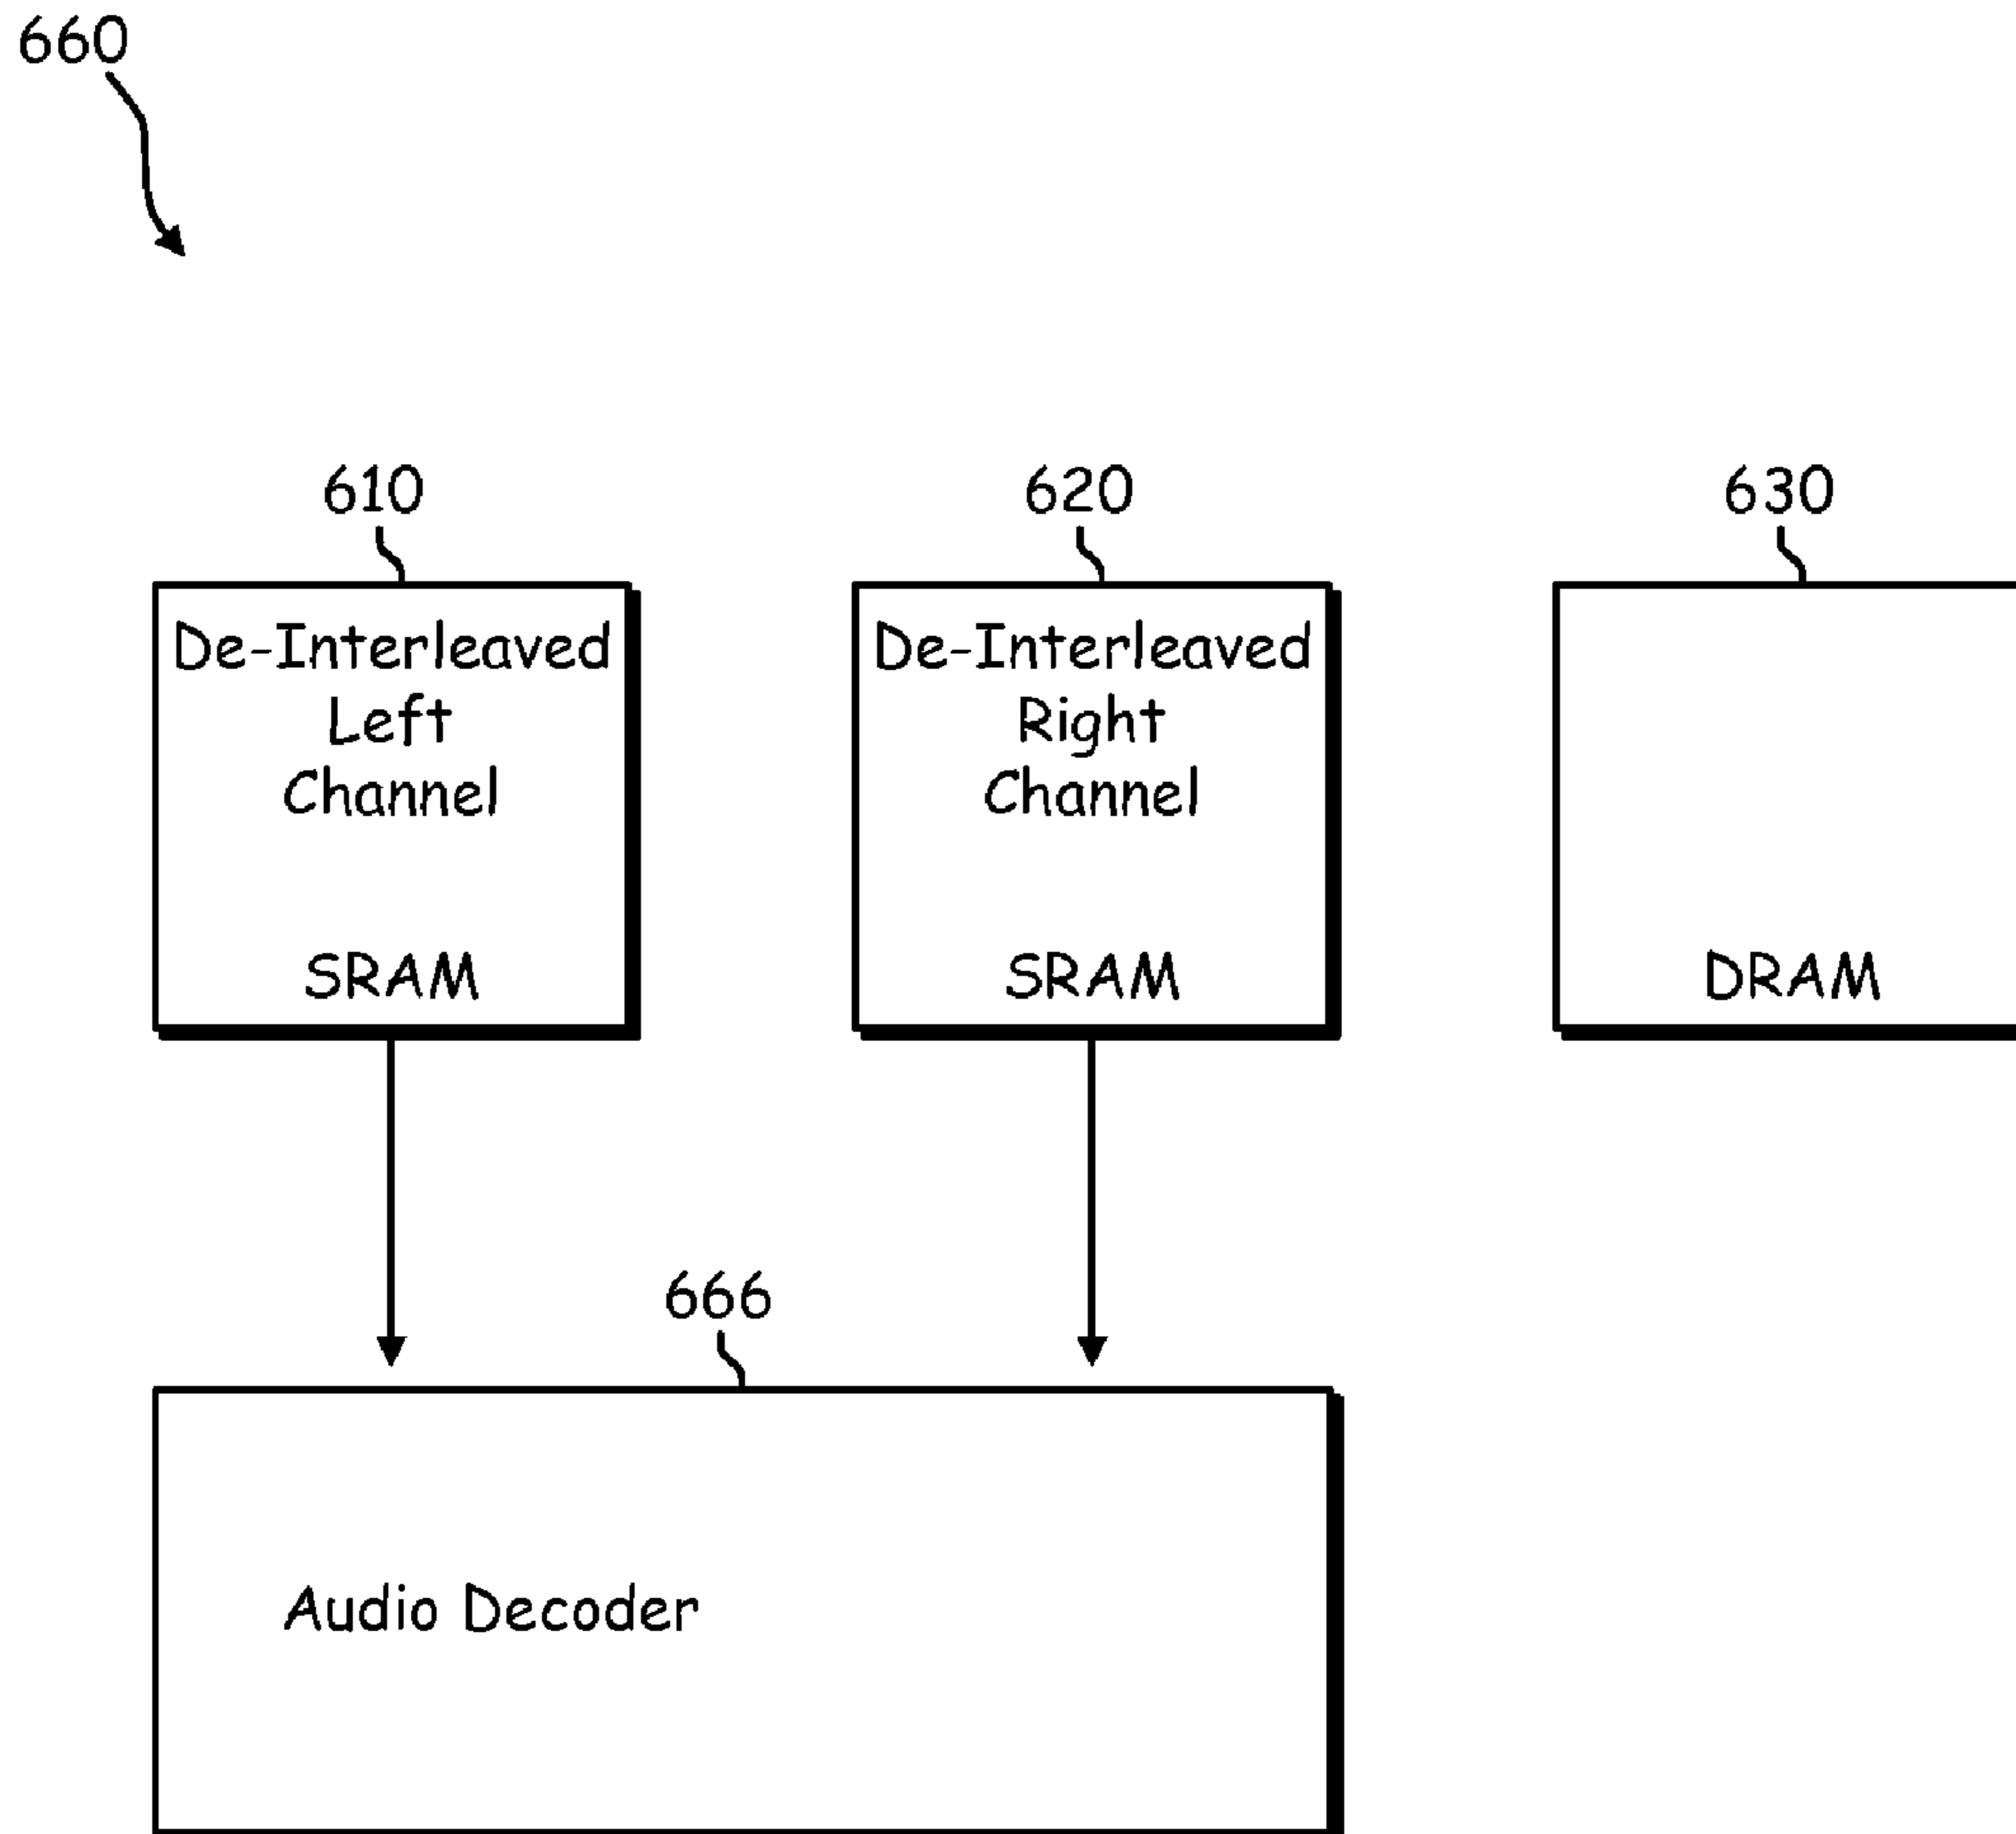 660
610
620
630
De-Interleaved
Left
Channel
SRAM
De-Interleaved
Right
Channel
SRAM
DRAM
666
Audio Decoder